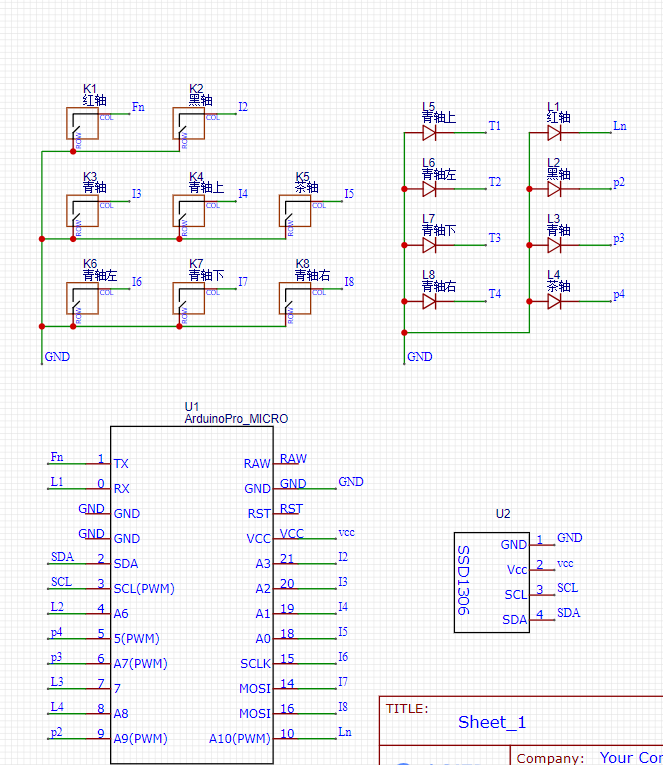 K1
红轴
Fn
COL
ROW
K2
黑轴
I2
COL
ROW
K3
青轴
I3
COL
ROW
K4
青轴上
I4
COL
ROW
K5
茶轴
I5
COL
ROW
K6
青轴左
I6
COL
ROW
K7
青轴下
I7
COL
ROW
K8
青轴右
I8
COL
ROW
GND
L5
青轴上
T1
L1
红轴
Ln
L6
青轴左
T2
L2
黑轴
p2
L7
青轴下
T3
L3
青轴
p3
L8
青轴右
T4
L4
茶轴
p4
GND
U1
ArduinoPro_MICRO
Fn 1 TX RAW RAW
L1 0 RX GND GND GND
GND GND RST RST
GND GND VCC VCC vcc
SDA 2 SDA A3 21 I2
SCL 3 SCL(PWM) A2 20 I3
L2 4 A6 A1 19 I4
p4 5 5(PWM) A0 18 I5
p3 6 A7(PWM) SCLK 15 I6
L3 7 7 MOSI 14 I7
L4 8 A8 MOSI 16 I8
p2 9 A9(PWM) A10(PWM) 10 Ln
U2
SSD1306
GND 1 GND
Vcc 2 vcc
SCL 3 SCL
SDA 4 SDA
TITLE:
Sheet_1
Company: Your Cor